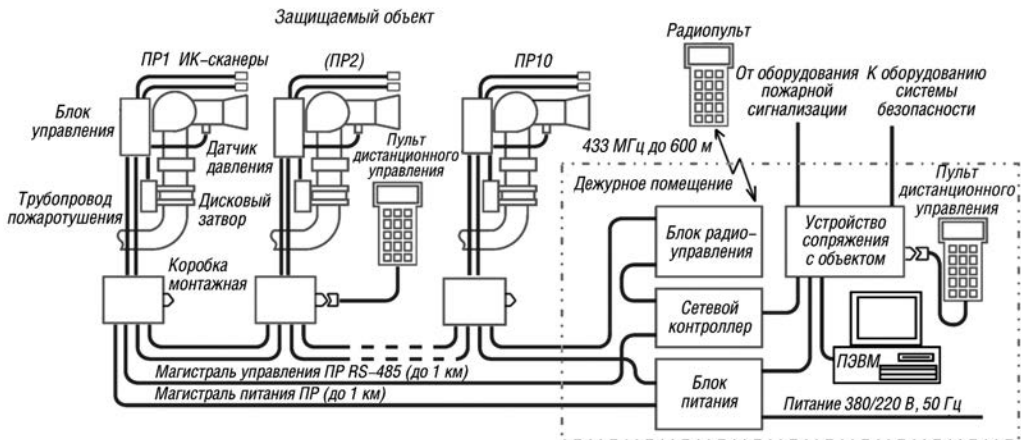 Защищаемый объект
ПР1 ИК–сканеры
(ПР2)
ПР10
Радиопульт
От оборудования
пожарной
сигнализации
К оборудованию
системы
безопасности
Блок
управления
Датчик
давления
Пульт
дистанционного
управления
433 МГц до 600 м
Трубопровод
пожаротушения
Дисковый
затвор
Дежурное помещение
Пульт
дистанционного
управления
Блок радио–
управления
Устройство
сопряжения
с объектом
Коробка
монтажная
Сетевой
контроллер
ПЭВМ
Магистраль управления ПР RS–485 (до 1 км)
Магистраль питания ПР (до 1 км)
Блок
питания
Питание 380/220 В, 50 Гц